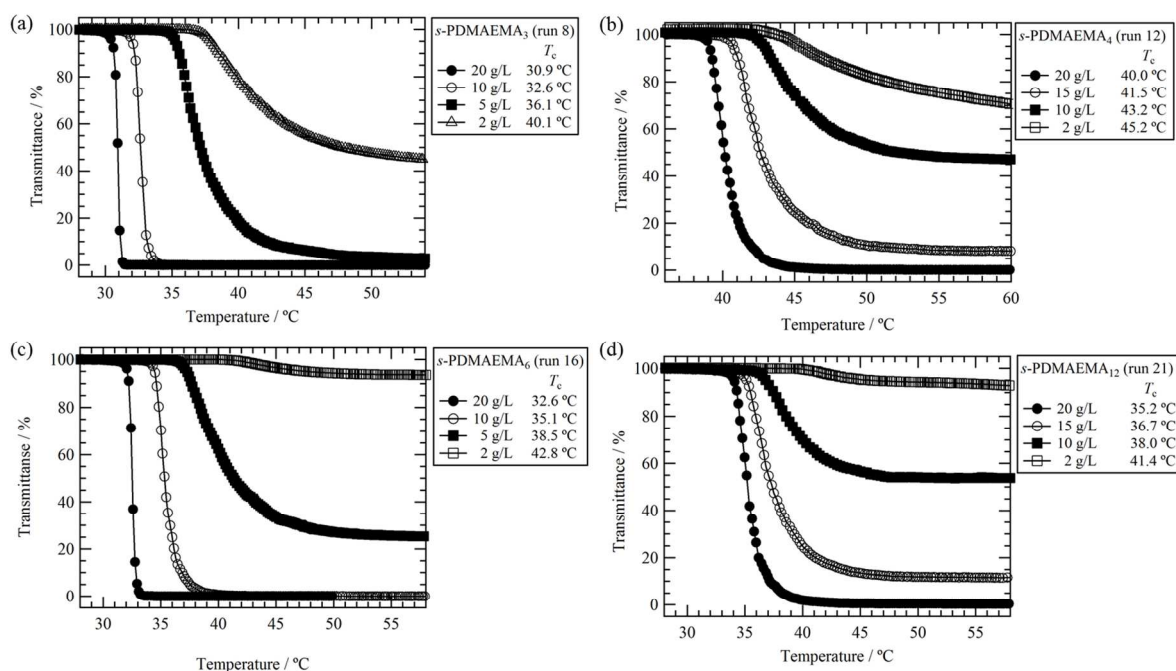 (a)
s-PDMAEMA₃ (run 8)
Tc
20 g/L 30.9 ºC
10 g/L 32.6 ºC
5 g/L 36.1 ºC
2 g/L 40.1 ºC
Transmittance / %
100
80
60
40
20
0
30 35 40 45 50
Temperature / ºC
(b)
s-PDMAEMA₄ (run 12)
Tc
20 g/L 40.0 ºC
15 g/L 41.5 ºC
10 g/L 43.2 ºC
2 g/L 45.2 ºC
Transmittance / %
100
80
60
40
20
0
40 45 50 55 60
Temperature / ºC
(c)
s-PDMAEMA₆ (run 16)
Tc
20 g/L 32.6 ºC
10 g/L 35.1 ºC
5 g/L 38.5 ºC
2 g/L 42.8 ºC
Transmittanse / %
100
80
60
40
20
0
30 35 40 45 50 55
Temperature / ºC
(d)
s-PDMAEMA₁₂ (run 21)
Tc
20 g/L 35.2 ºC
15 g/L 36.7 ºC
10 g/L 38.0 ºC
2 g/L 41.4 ºC
Transmittance / %
100
80
60
40
20
0
30 35 40 45 50 55
Temperature / ºC